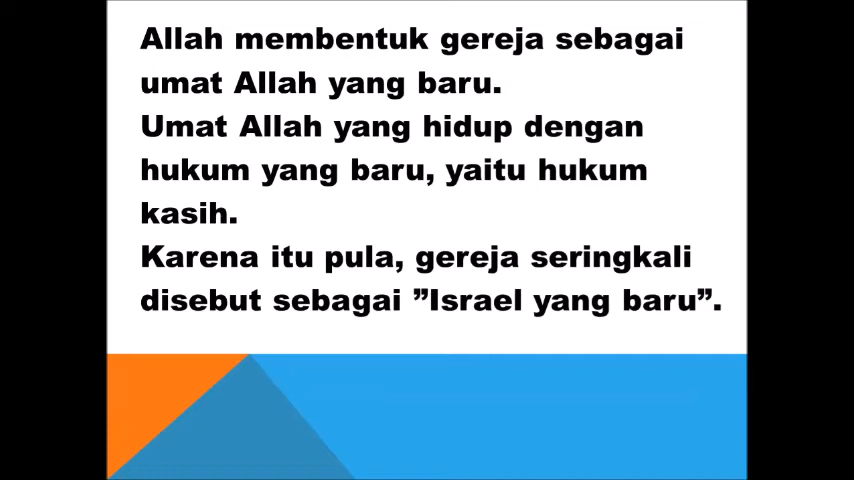 Allah membentuk gereja sebagai
umat Allah yang baru.
Umat Allah yang hidup dengan
hukum yang baru, yaitu hukum
kasih.
Karena itu pula, gereja seringkali
disebut sebagai ”Israel yang baru”.